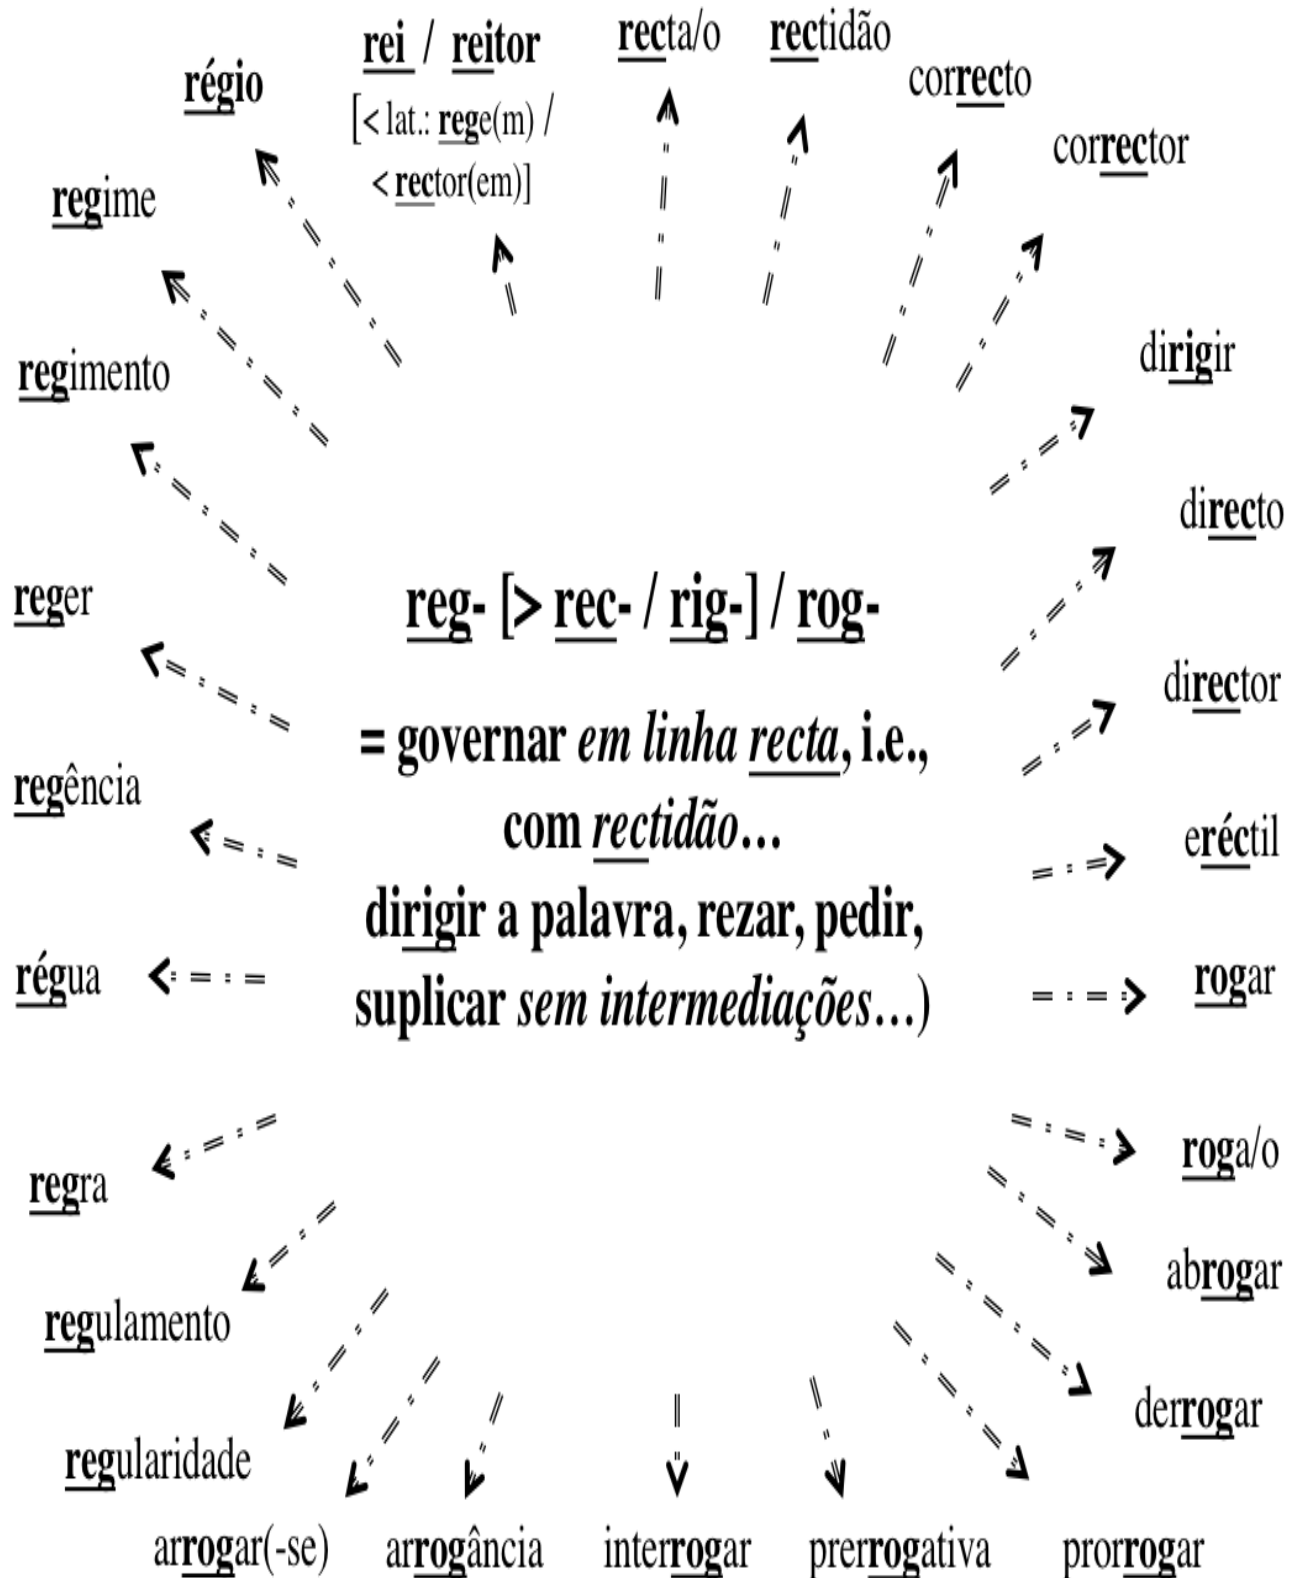 rei / reitor
[< lat.: rege(m) /
< rector(em)]
recta/o
rectidão
correcto
corrector
dirigir
directo
director
eréctil
rogar
roga/o
abrogar
derrogar
prorrogar
prerrogativa
interrogar
arrogância
arrogar(-se)
regularidade
regulamento
regra
régua
regência
reger
regimento
regime
régio
reg- [> rec- / rig-] / rog-
= governar em linha recta, i.e.,
com rectidão…
dirigir a palavra, rezar, pedir,
suplicar sem intermediações…)